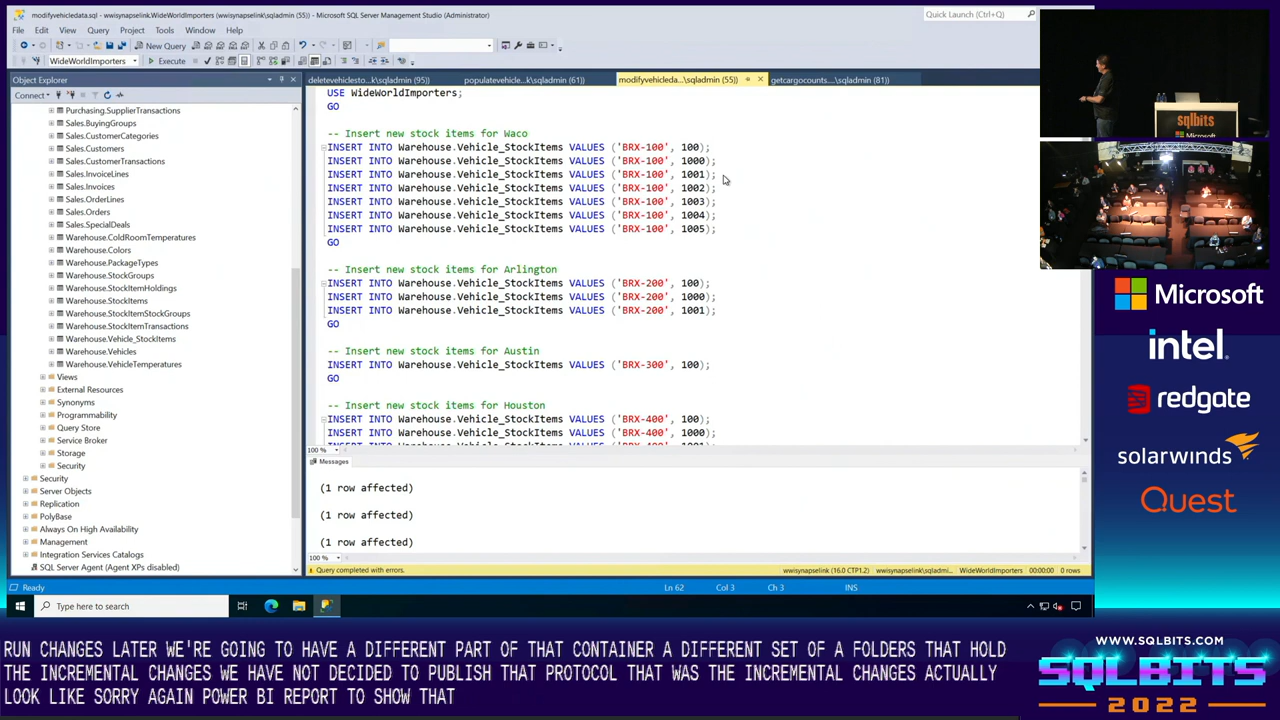 modifyvehicledata.sql - wwisynapselink.WideWorldImporters (wwisynapselink\sqladmin (55)) - Microsoft SQL Server Management Studio (Administrator)
Quick Launch (Ctrl+Q)
File Edit View Query Project Tools Window Help
New Query
WideWorldImporters Execute
Object Explorer
deletevehiclesto...k\sqladmin (95) populatevehicle...k\sqladmin (61) modifyvehicleda...\sqladmin (55) getcargocounts....\sqladmin (81)
Connect
Purchasing.SupplierTransactions
Sales.BuyingGroups
Sales.CustomerCategories
Sales.Customers
Sales.CustomerTransactions
Sales.InvoiceLines
Sales.Invoices
Sales.OrderLines
Sales.Orders
Sales.SpecialDeals
Warehouse.ColdRoomTemperatures
Warehouse.Colors
Warehouse.PackageTypes
Warehouse.StockGroups
Warehouse.StockItemHoldings
Warehouse.StockItems
Warehouse.StockItemStockGroups
Warehouse.StockItemTransactions
Warehouse.Vehicle_StockItems
Warehouse.Vehicles
Warehouse.VehicleTemperatures
Views
External Resources
Synonyms
Programmability
Query Store
Service Broker
Storage
Security
Security
Server Objects
Replication
PolyBase
Always On High Availability
Management
Integration Services Catalogs
SQL Server Agent (Agent XPs disabled)
USE WideWorldImporters;
GO
-- Insert new stock items for Waco
INSERT INTO Warehouse.Vehicle_StockItems VALUES ('BRX-100', 100);
INSERT INTO Warehouse.Vehicle_StockItems VALUES ('BRX-100', 1000);
INSERT INTO Warehouse.Vehicle_StockItems VALUES ('BRX-100', 1001);
INSERT INTO Warehouse.Vehicle_StockItems VALUES ('BRX-100', 1002);
INSERT INTO Warehouse.Vehicle_StockItems VALUES ('BRX-100', 1003);
INSERT INTO Warehouse.Vehicle_StockItems VALUES ('BRX-100', 1004);
INSERT INTO Warehouse.Vehicle_StockItems VALUES ('BRX-100', 1005);
GO
-- Insert new stock items for Arlington
INSERT INTO Warehouse.Vehicle_StockItems VALUES ('BRX-200', 100);
INSERT INTO Warehouse.Vehicle_StockItems VALUES ('BRX-200', 1000);
INSERT INTO Warehouse.Vehicle_StockItems VALUES ('BRX-200', 1001);
GO
-- Insert new stock items for Austin
INSERT INTO Warehouse.Vehicle_StockItems VALUES ('BRX-300', 100);
GO
-- Insert new stock items for Houston
INSERT INTO Warehouse.Vehicle_StockItems VALUES ('BRX-400', 100);
INSERT INTO Warehouse.Vehicle_StockItems VALUES ('BRX-400', 1000);
INSERT INTO Warehouse.Vehicle_StockItems VALUES ('BRX-400', 1001);
100 %
Messages
(1 row affected)
(1 row affected)
(1 row affected)
100 %
Query completed with errors. wwisynapselink (16.0 CTP1.2) wwisynapselink\sqladmi... WideWorldImporters 00:00:00 0 rows
Ready Ln 62 Col 3 Ch 3 INS
Type here to search
sqlbits
Microsoft
Microsoft
intel.
redgate
solarwinds
Quest
WWW.SQLBITS.COM
SQLBITS
2022
RUN CHANGES LATER WE'RE GOING TO HAVE A DIFFERENT PART OF THAT CONTAINER A DIFFERENT SET OF A FOLDERS THAT HOLD
THE INCREMENTAL CHANGES WE HAVE NOT DECIDED TO PUBLISH THAT PROTOCOL THAT WAS THE INCREMENTAL CHANGES ACTUALLY
LOOK LIKE SORRY AGAIN POWER BI REPORT TO SHOW THAT